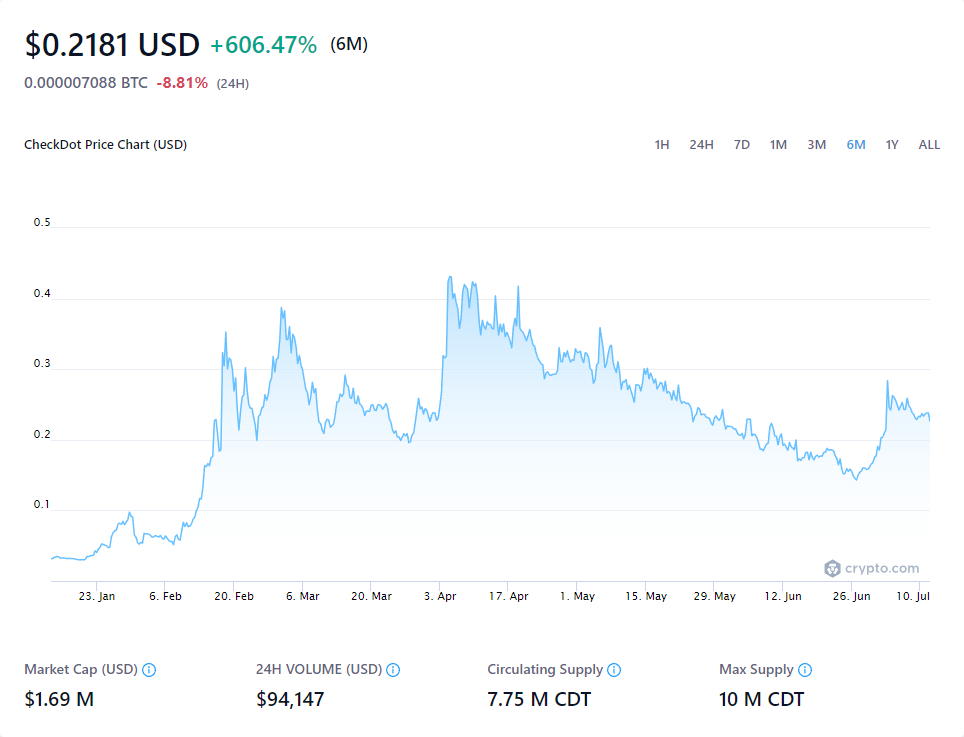 $0.2181 USD +606.47% (6M)
0.000007088 BTC -8.81% (24H)
CheckDot Price Chart (USD)
1H 24H 7D 1M 3M 6M 1Y ALL
0.5
0.4
0.3
0.2
0.1
crypto.com
23. Jan 6. Feb 20. Feb 6. Mar 20. Mar 3. Apr 17. Apr 1. May 15. May 29. May 12. Jun 26. Jun 10. Jul
Market Cap (USD) 24H VOLUME (USD) Circulating Supply Max Supply
$1.69 M $94,147 7.75 M CDT 10 M CDT